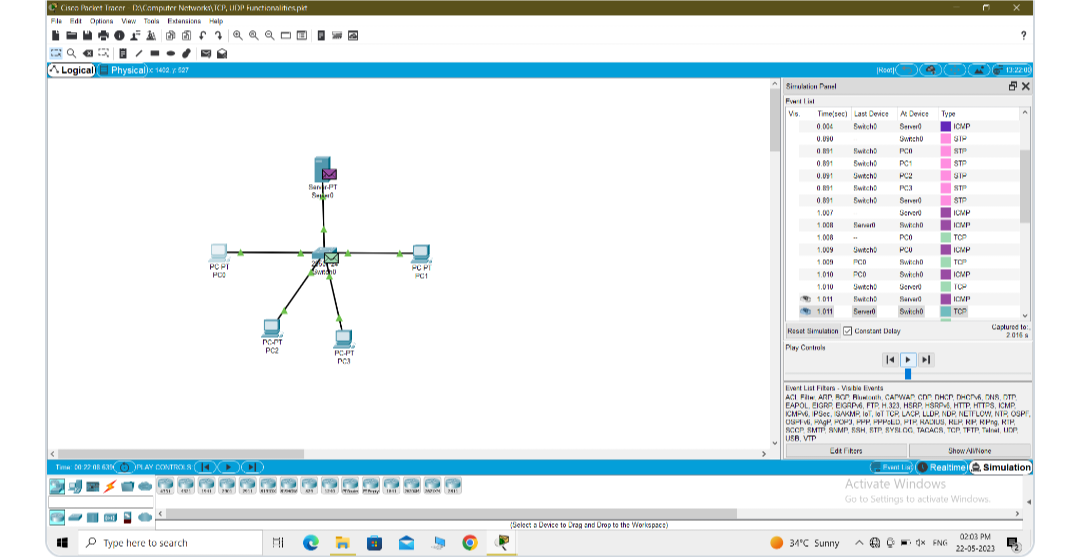 Cisco Packet Tracer - D:\Computer Networks\TCP, UDP Functionalities.pkt
File Edit Options View Tools Extensions Help
?
Logical Physical x: 1402, y: 527 [Root] 13:22:00
Simulation Panel
Event List
Vis. Time(sec) Last Device At Device Type
0.004 Switch0 Server0 ICMP
0.890 -- Switch0 STP
0.891 Switch0 PC0 STP
0.891 Switch0 PC1 STP
0.891 Switch0 PC2 STP
0.891 Switch0 PC3 STP
0.891 Switch0 Server0 STP
1.007 -- Server0 ICMP
1.008 Server0 Switch0 ICMP
1.008 -- PC0 TCP
1.009 Switch0 PC0 ICMP
1.009 PC0 Switch0 TCP
1.010 PC0 Switch0 ICMP
1.010 Switch0 Server0 TCP
1.011 Switch0 Server0 ICMP
1.011 Server0 Switch0 TCP
Server-PT
Server0
PC-PT
PC0
Switch0
PC-PT
PC1
PC-PT
PC2
PC-PT
PC3
Reset Simulation Constant Delay Captured to:
2.016 s
Play Controls
Event List Filters - Visible Events
ACL Filter, ARP, BGP, Bluetooth, CAPWAP, CDP, DHCP, DHCPv6, DNS, DTP,
EAPOL, EIGRP, EIGRPv6, FTP, H.323, HSRP, HSRPv6, HTTP, HTTPS, ICMP,
ICMPv6, IPSec, ISAKMP, IoT, IoT TCP, LACP, LLDP, NDP, NETFLOW, NTP, OSPF,
OSPFv6, PAgP, POP3, PPP, PPPoED, PTP, RADIUS, REP, RIP, RIPng, RTP,
SCCP, SMTP, SNMP, SSH, STP, SYSLOG, TACACS, TCP, TFTP, Telnet, UDP,
USB, VTP
Edit Filters Show All/None
Time: 00:22:08.635 PLAY CONTROLS Event List Realtime Simulation
Activate Windows
Go to Settings to activate Windows.
(Select a Device to Drag and Drop to the Workspace)
Type here to search
34°C Sunny ENG 02:03 PM
22-05-2023
2